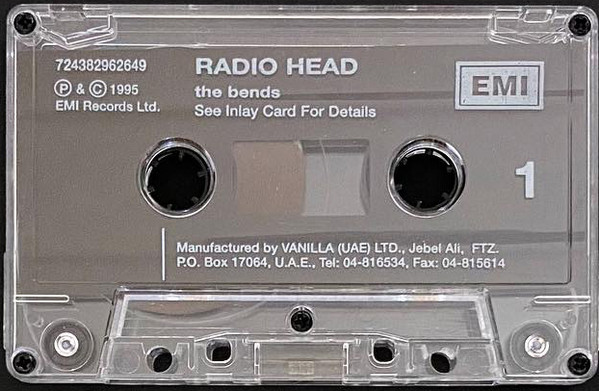 724382962649
Ⓟ & Ⓒ 1995
EMI Records Ltd.
RADIO HEAD
the bends
See Inlay Card For Details
EMI
1
Manufactured by VANILLA (UAE) LTD., Jebel Ali, FTZ.
P.O. Box 17064, U.A.E., Tel: 04-816534, Fax: 04-815614